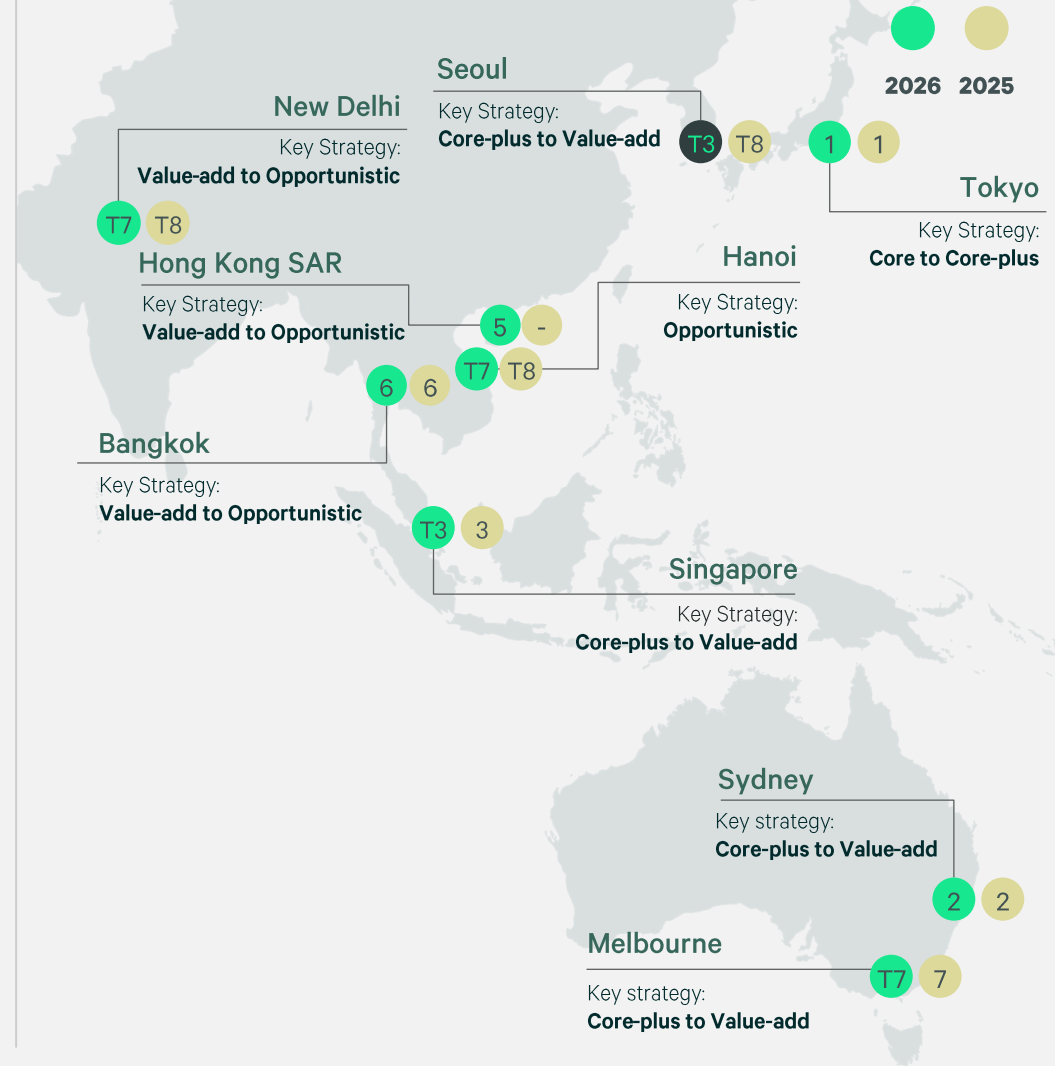 2026 2025
Seoul
Key Strategy:
Core-plus to Value-add
T3 T8
New Delhi
Key Strategy:
Value-add to Opportunistic
T7 T8
1 1
Tokyo
Key Strategy:
Core to Core-plus
Hong Kong SAR
Key Strategy:
Value-add to Opportunistic
5 -
Hanoi
Key Strategy:
Opportunistic
T7 T8
6 6
Bangkok
Key Strategy:
Value-add to Opportunistic
T3 3
Singapore
Key Strategy:
Core-plus to Value-add
Sydney
Key strategy:
Core-plus to Value-add
2 2
Melbourne
Key strategy:
Core-plus to Value-add
T7 7